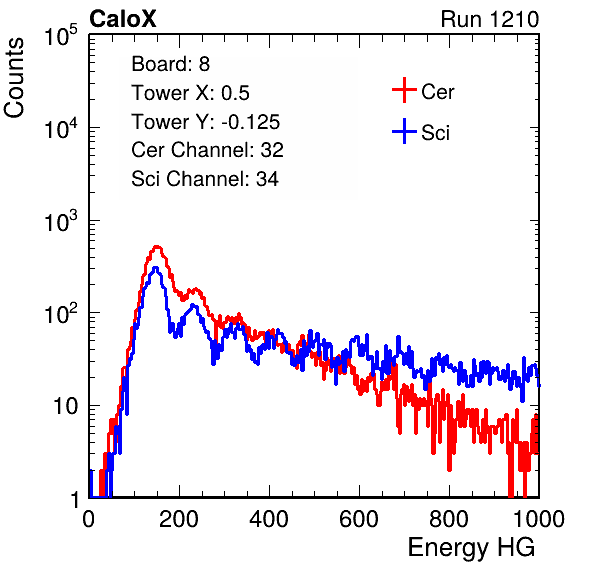 CaloX Run 1210
Counts
10^5
10^4
10^3
10^2
10
1
Board: 8
Tower X: 0.5
Tower Y: -0.125
Cer Channel: 32
Sci Channel: 34
Cer
Sci
0 200 400 600 800 1000
Energy HG